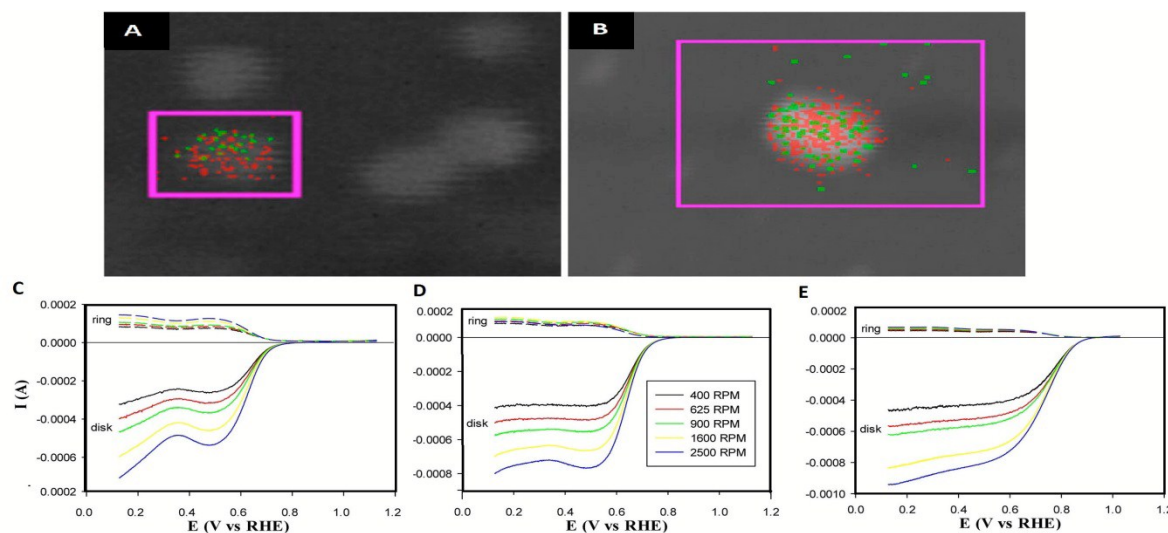 A
B
C
D
E
0.0002
ring
0.0000
-0.0002
-0.0004
disk
-0.0006
0.0002
I (A)
0.0 0.2 0.4 0.6 0.8 1.0 1.2
E (V vs RHE)
0.0002
ring
0.0000
-0.0002
-0.0004
disk
-0.0006
-0.0008
400 RPM
625 RPM
900 RPM
1600 RPM
2500 RPM
0.0 0.2 0.4 0.6 0.8 1.0 1.2
E (V vs RHE)
0.0002
ring
0.0000
-0.0002
-0.0004
-0.0006
disk
-0.0008
-0.0010
0.0 0.2 0.4 0.6 0.8 1.0 1.2
E (V vs RHE)